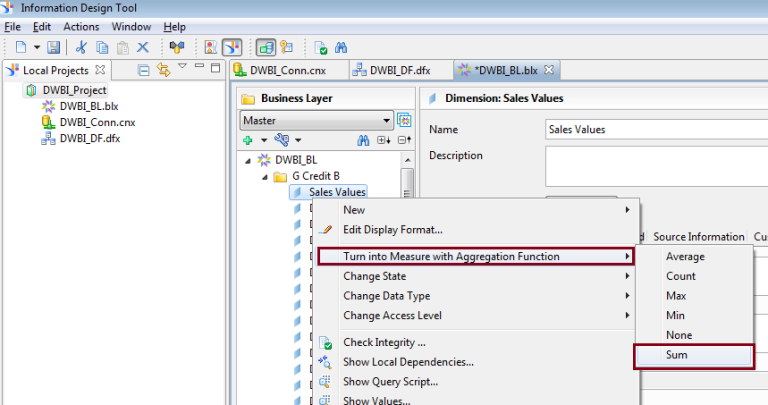 Information Design Tool
File Edit Actions Window Help
Local Projects
DWBI_Project
DWBI_BL.blx
DWBI_Conn.cnx
DWBI_DF.dfx
DWBI_Conn.cnx DWBI_DF.dfx *DWBI_BL.blx
Business Layer
Master
DWBI_BL
G Credit B
Sales Values
Dimension: Sales Values
Name Sales Values
Description
Source Information
New
Edit Display Format...
Turn into Measure with Aggregation Function
Change State
Change Data Type
Change Access Level
Check Integrity ...
Show Local Dependencies...
Show Query Script...
Show Values...
Average
Count
Max
Min
None
Sum